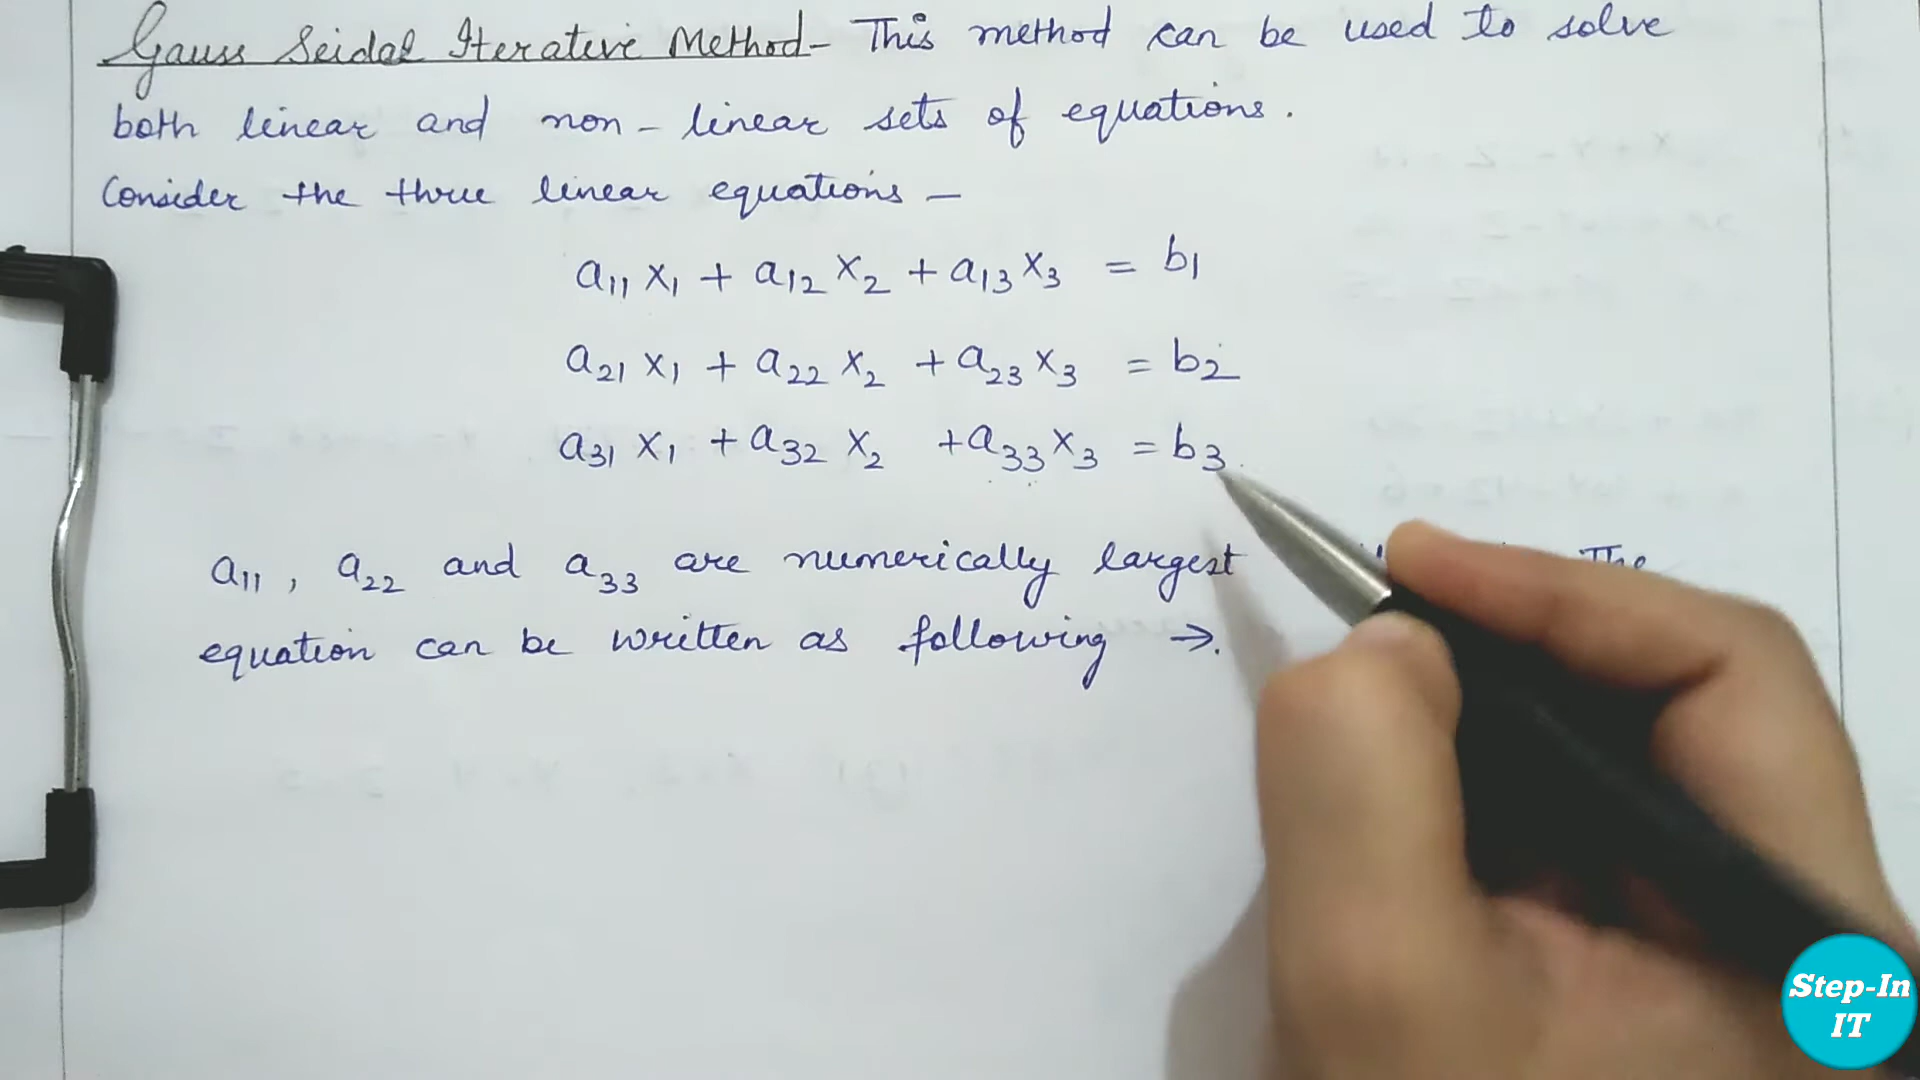 Gauss Seidal Iterative Method - This method can be used to solve
both linear and non-linear sets of equations.
Consider the three linear equations -
a11 x1 + a12 x2 + a13 x3 = b1
a21 x1 + a22 x2 + a23 x3 = b2
a31 x1 + a32 x2 + a33 x3 = b3
a11, a22 and a33 are numerically largest The
equation can be written as following →.
Step-In
IT